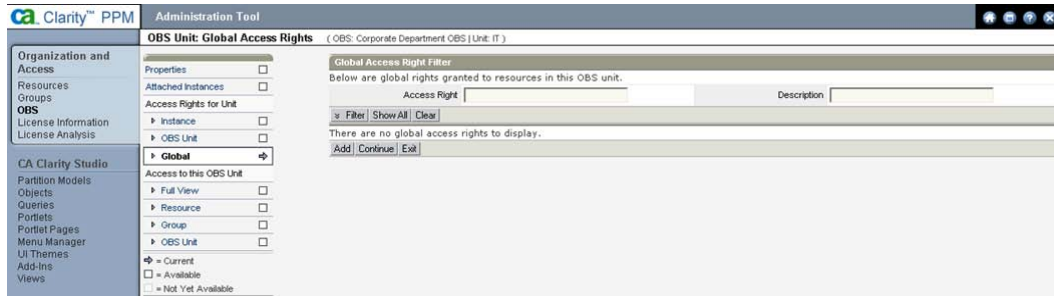 ca Clarity™ PPM
Administration Tool
OBS Unit: Global Access Rights ( OBS: Corporate Department OBS | Unit: IT )
Organization and
Access
Resources
Groups
OBS
License Information
License Analysis
CA Clarity Studio
Partition Models
Objects
Queries
Portlets
Portlet Pages
Menu Manager
UI Themes
Add-Ins
Views
Properties
Attached Instances
Access Rights for Unit
Instance
OBS Unit
Global
Access to this OBS Unit
Full View
Resource
Group
OBS Unit
= Current
= Available
= Not Yet Available
Global Access Right Filter
Below are global rights granted to resources in this OBS unit.
Access Right Description
Filter Show All Clear
There are no global access rights to display.
Add Continue Exit